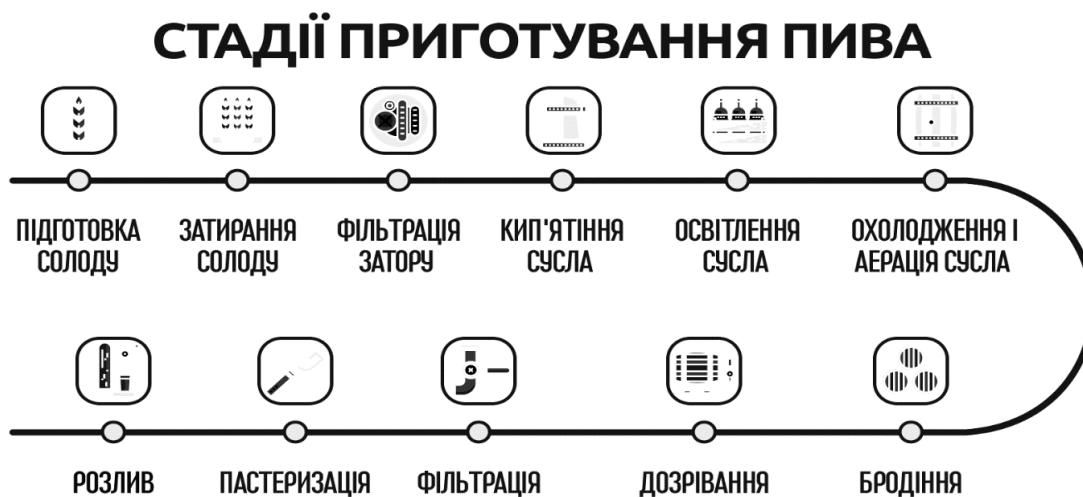 СТАДІЇ ПРИГОТУВАННЯ ПИВА
ПІДГОТОВКА
СОЛОДУ
ЗАТИРАННЯ
СОЛОДУ
ФІЛЬТРАЦІЯ
ЗАТОРУ
КИП'ЯТІННЯ
СУСЛА
ОСВІТЛЕННЯ
СУСЛА
ОХОЛОДЖЕННЯ І
АЕРАЦІЯ СУСЛА
РОЗЛИВ
ПАСТЕРИЗАЦІЯ
ФІЛЬТРАЦІЯ
ДОЗРІВАННЯ
БРОДІННЯ